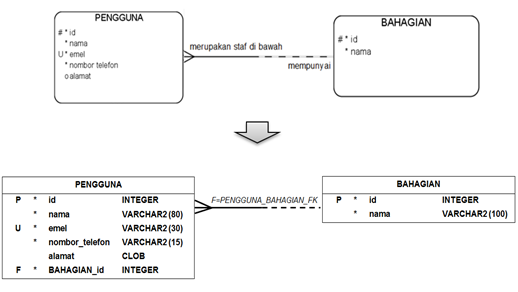 PENGGUNA
# * id
* nama
U * emel
* nombor telefon
o alamat
merupakan staf di bawah
mempunyai
BAHAGIAN
# * id
* nama
PENGGUNA
P * id INTEGER
* nama VARCHAR2 (80)
U * emel VARCHAR2 (30)
* nombor_telefon VARCHAR2 (15)
alamat CLOB
F * BAHAGIAN_id INTEGER
F=PENGGUNA_BAHAGIAN_FK
BAHAGIAN
P * id INTEGER
* nama VARCHAR2 (100)